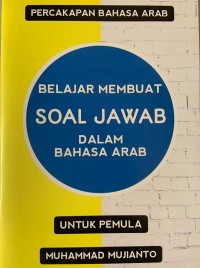 PERCAKAPAN BAHASA ARAB
BELAJAR MEMBUAT
SOAL JAWAB
DALAM
BAHASA ARAB
UNTUK PEMULA
MUHAMMAD MUJIANTO